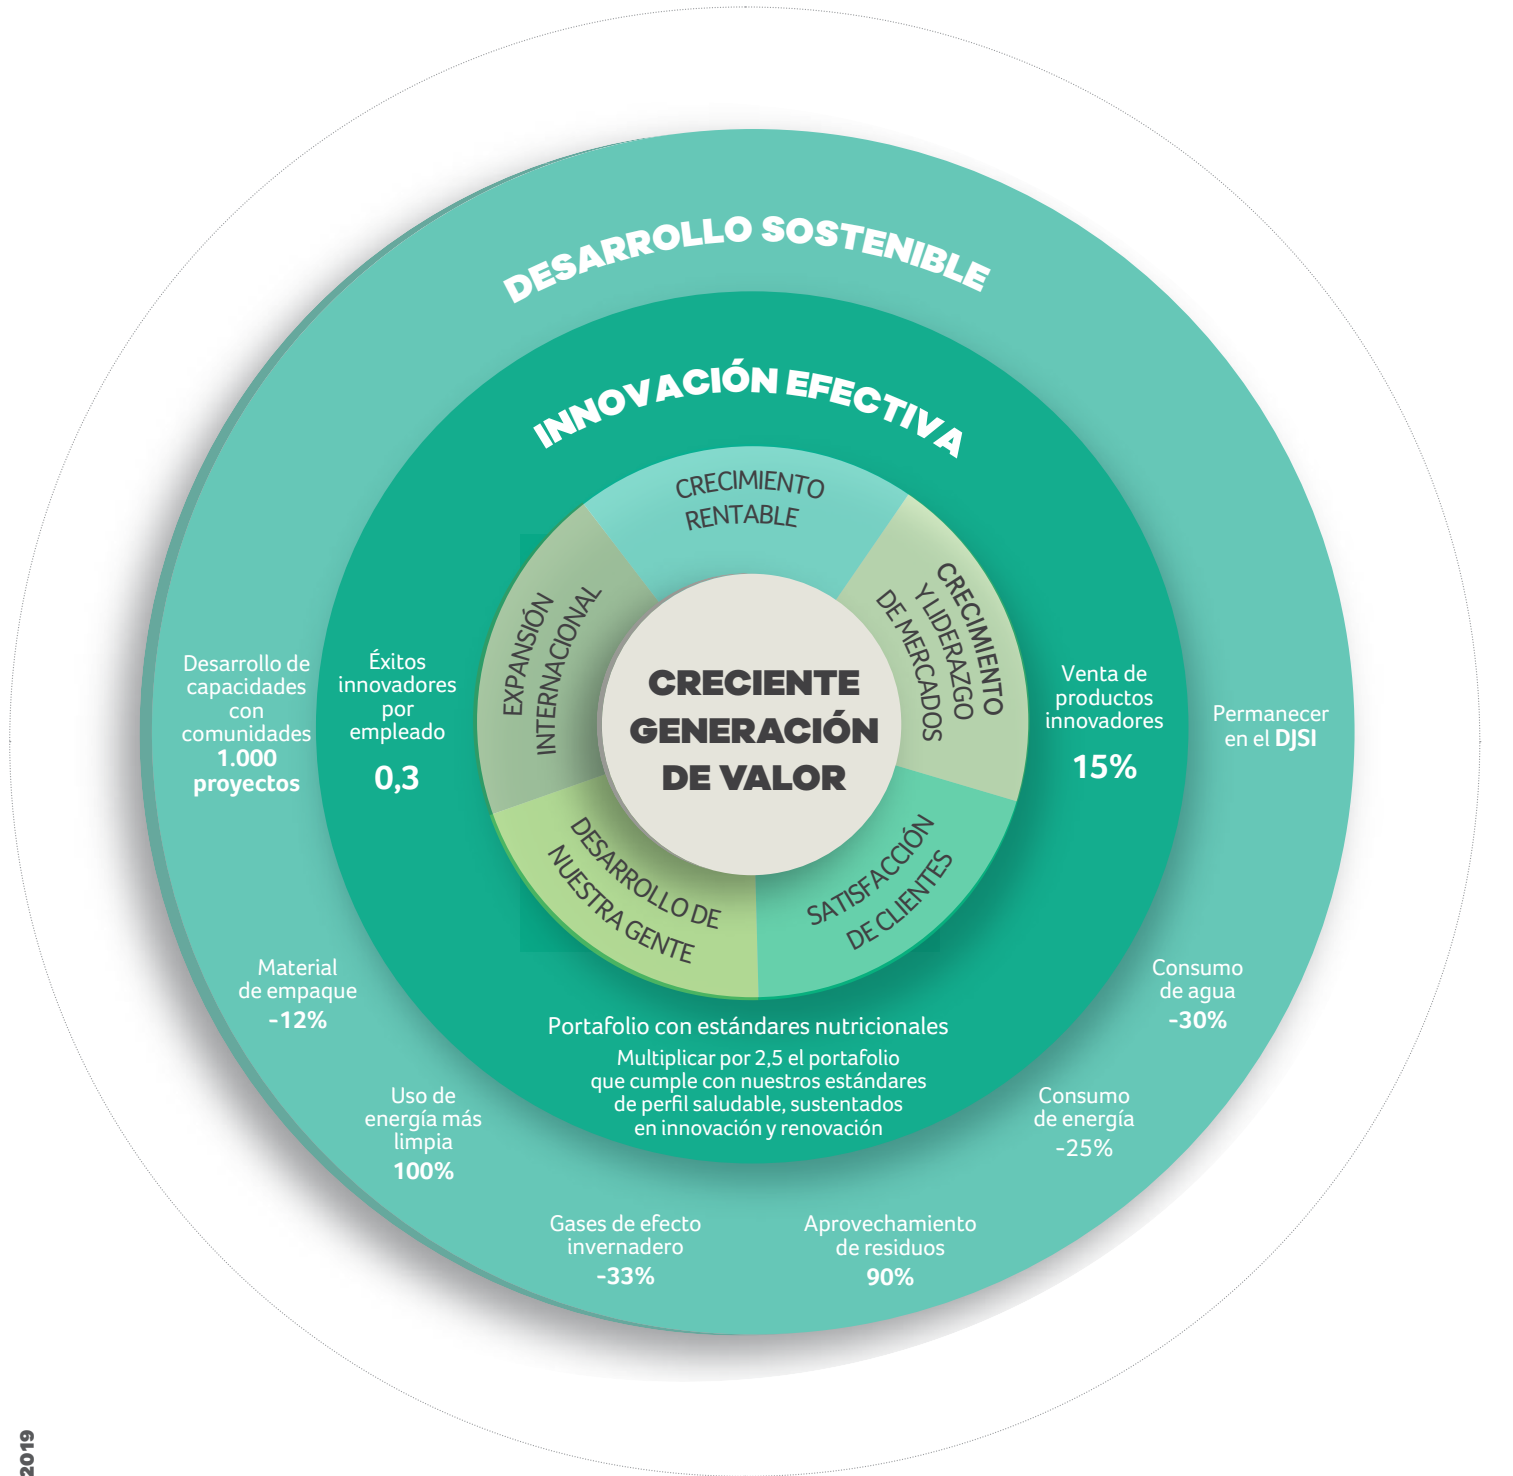 DESARROLLO SOSTENIBLE
INNOVACIÓN EFECTIVA
CRECIMIENTO
RENTABLE
EXPANSIÓN
INTERNACIONAL
CRECIMIENTO
Y LIDERAZGO
DE MERCADOS
CRECIENTE
GENERACIÓN
DE VALOR
DESARROLLO DE
NUESTRA GENTE
SATISFACCIÓN
DE CLIENTES
Desarrollo de
capacidades
con
comunidades
1.000
proyectos
Éxitos
innovadores
por
empleado
0,3
Venta de
productos
innovadores
15%
Permanecer
en el DJSI
Material
de empaque
-12%
Consumo
de agua
-30%
Portafolio con estándares nutricionales
Multiplicar por 2,5 el portafolio
que cumple con nuestros estándares
de perfil saludable, sustentados
en innovación y renovación
Uso de
energía más
limpia
100%
Consumo
de energía
-25%
Gases de efecto
invernadero
-33%
Aprovechamiento
de residuos
90%
2019